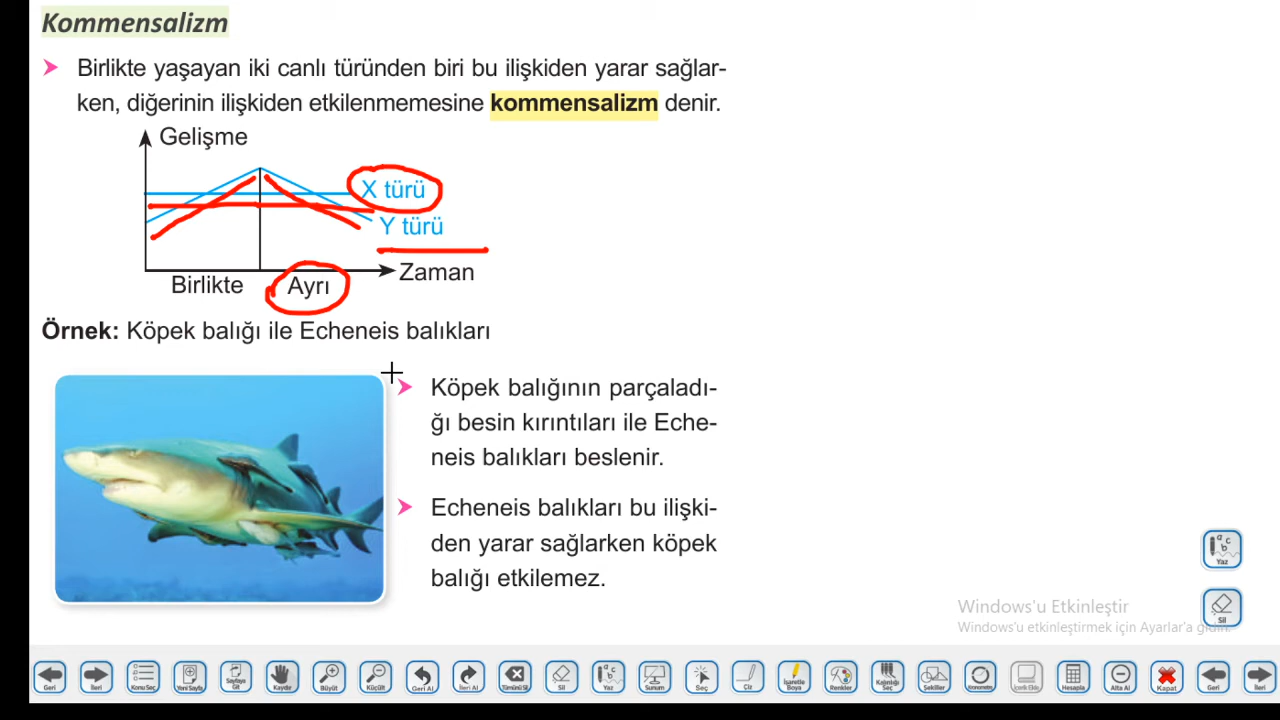 Kommensalizm
Birlikte yaşayan iki canlı türünden biri bu ilişkiden yarar sağlar-
ken, diğerinin ilişkiden etkilenmemesine kommensalizm denir.
Gelişme
X türü
Y türü
Zaman
Birlikte
Ayrı
Örnek: Köpek balığı ile Echeneis balıkları
Köpek balığının parçaladı-
ğı besin kırıntıları ile Eche-
neis balıkları beslenir.
Echeneis balıkları bu ilişki-
den yarar sağlarken köpek
balığı etkilemez.
a b c
Yaz
Sil
Windows'u Etkinleştir
Windows'u etkinleştirmek için Ayarlar'a gidin.
Geri
İleri
Konu Seç
Yeni Sayfa
Sayfaya Git
Kaydır
Büyüt
Küçült
Geri Al
İleri Al
Tümünü Sil
Sil
Yaz
Sunum
Seç
Çiz
İşaretle Boya
Renkler
Kalınlığı Seç
Şekiller
Kronometre
İçerik Ekle
Hesapla
Alta Al
Kapat
Geri
İleri